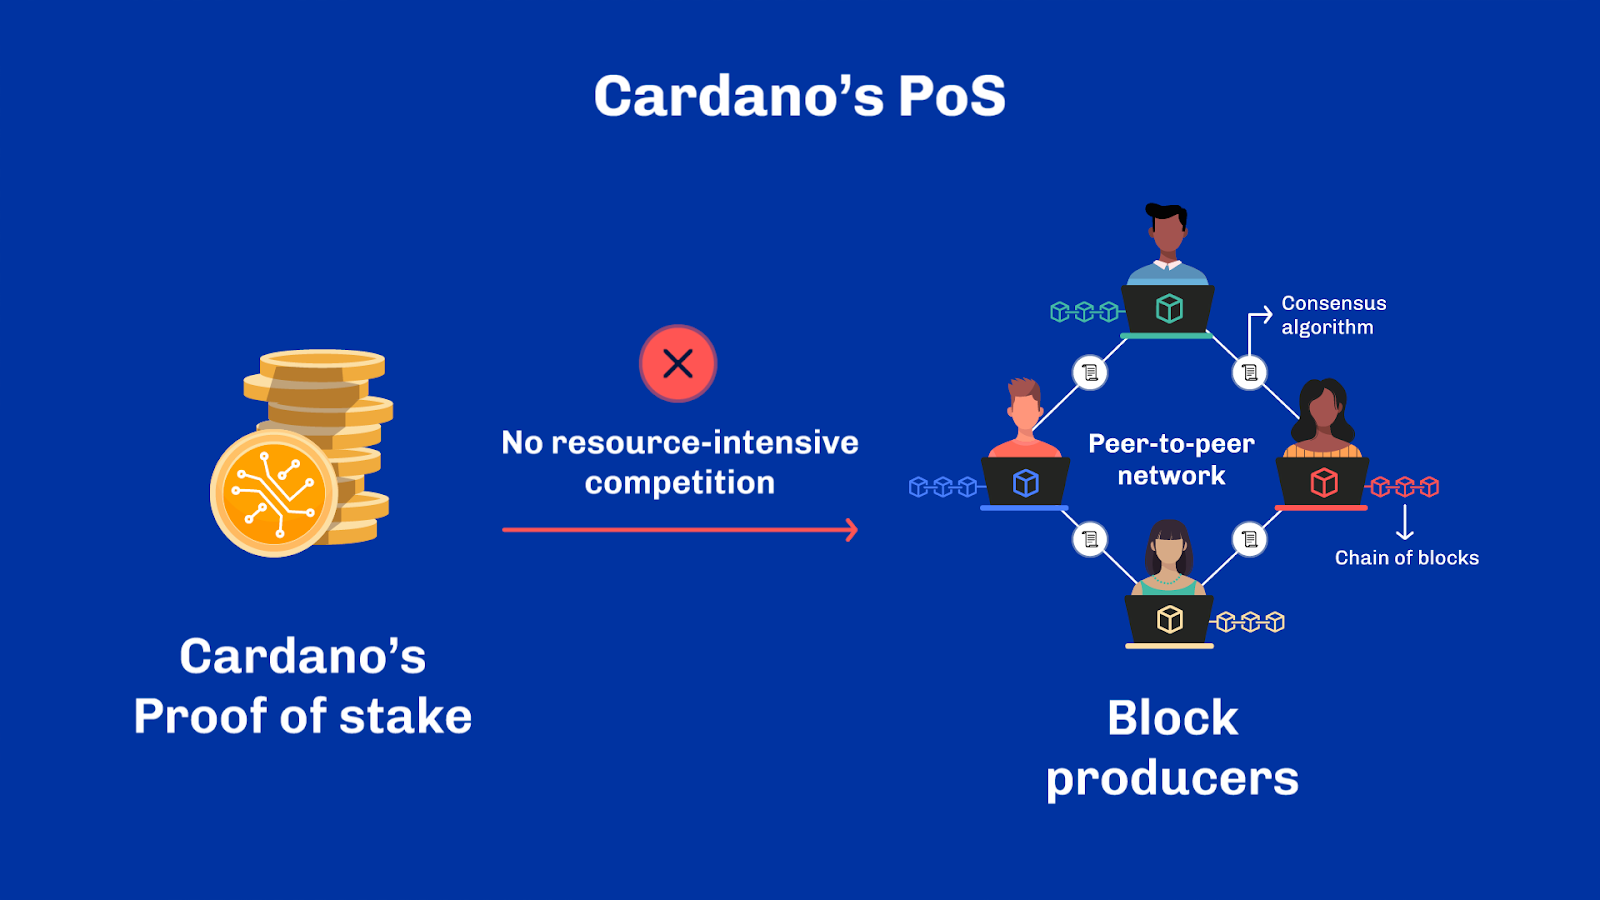 Cardano’s PoS
Consensus
algorithm
No resource-intensive
competition
Peer-to-peer
network
Chain of blocks
Cardano’s
Proof of stake
Block
producers